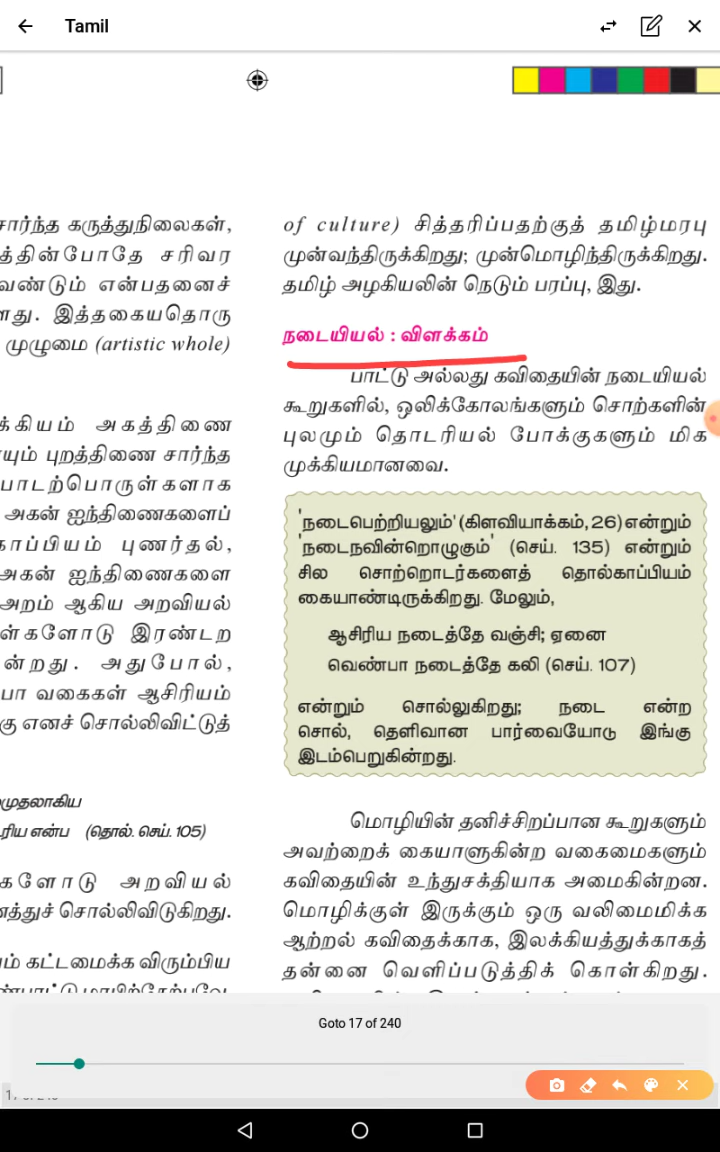 Tamil
சார்ந்த கருத்துநிலைகள்,
த்தின்போதே சரிவர
வண்டும் என்பதனைச்
ளது. இத்தகையதொரு
முழுமை (artistic whole)
க்கியம் அகத்திணை
யும் புறத்திணை சார்ந்த
பாடற்பொருள்களாக
அகன் ஐந்திணைகளைப்
காப்பியம் புணர்தல்,
அகன் ஐந்திணைகளை
அறம் ஆகிய அறவியல்
ள்களோடு இரண்டற
ன்றது. அதுபோல்,
பா வகைகள் ஆசிரியம்
கு எனச் சொல்லிவிட்டுத்
முதலாகிய
ரிய என்ப (தொல். செய். 105)
களோடு அறவியல்
ணத்துச் சொல்லிவிடுகிறது.
ம் கட்டமைக்க விரும்பிய
of culture) சித்தரிப்பதற்குத் தமிழ்மரபு
முன்வந்திருக்கிறது; முன்மொழிந்திருக்கிறது.
தமிழ் அழகியலின் நெடும் பரப்பு, இது.
நடையியல் : விளக்கம்
பாட்டு அல்லது கவிதையின் நடையியல்
கூறுகளில், ஒலிக்கோலங்களும் சொற்களின்
புலமும் தொடரியல் போக்குகளும் மிக
முக்கியமானவை.
'நடைபெற்றியலும்' (கிளவியாக்கம், 26) என்றும்
'நடைநவின்றொழுகும்' (செய். 135) என்றும்
சில சொற்றொடர்களைத் தொல்காப்பியம்
கையாண்டிருக்கிறது. மேலும்,
ஆசிரிய நடைத்தே வஞ்சி; ஏனை
வெண்பா நடைத்தே கலி (செய். 107)
என்றும் சொல்லுகிறது; நடை என்ற
சொல், தெளிவான பார்வையோடு இங்கு
இடம்பெறுகின்றது.
மொழியின் தனிச்சிறப்பான கூறுகளும்
அவற்றைக் கையாளுகின்ற வகைமைகளும்
கவிதையின் உந்துசக்தியாக அமைகின்றன.
மொழிக்குள் இருக்கும் ஒரு வலிமைமிக்க
ஆற்றல் கவிதைக்காக, இலக்கியத்துக்காகத்
தன்னை வெளிப்படுத்திக் கொள்கிறது.
Goto 17 of 240